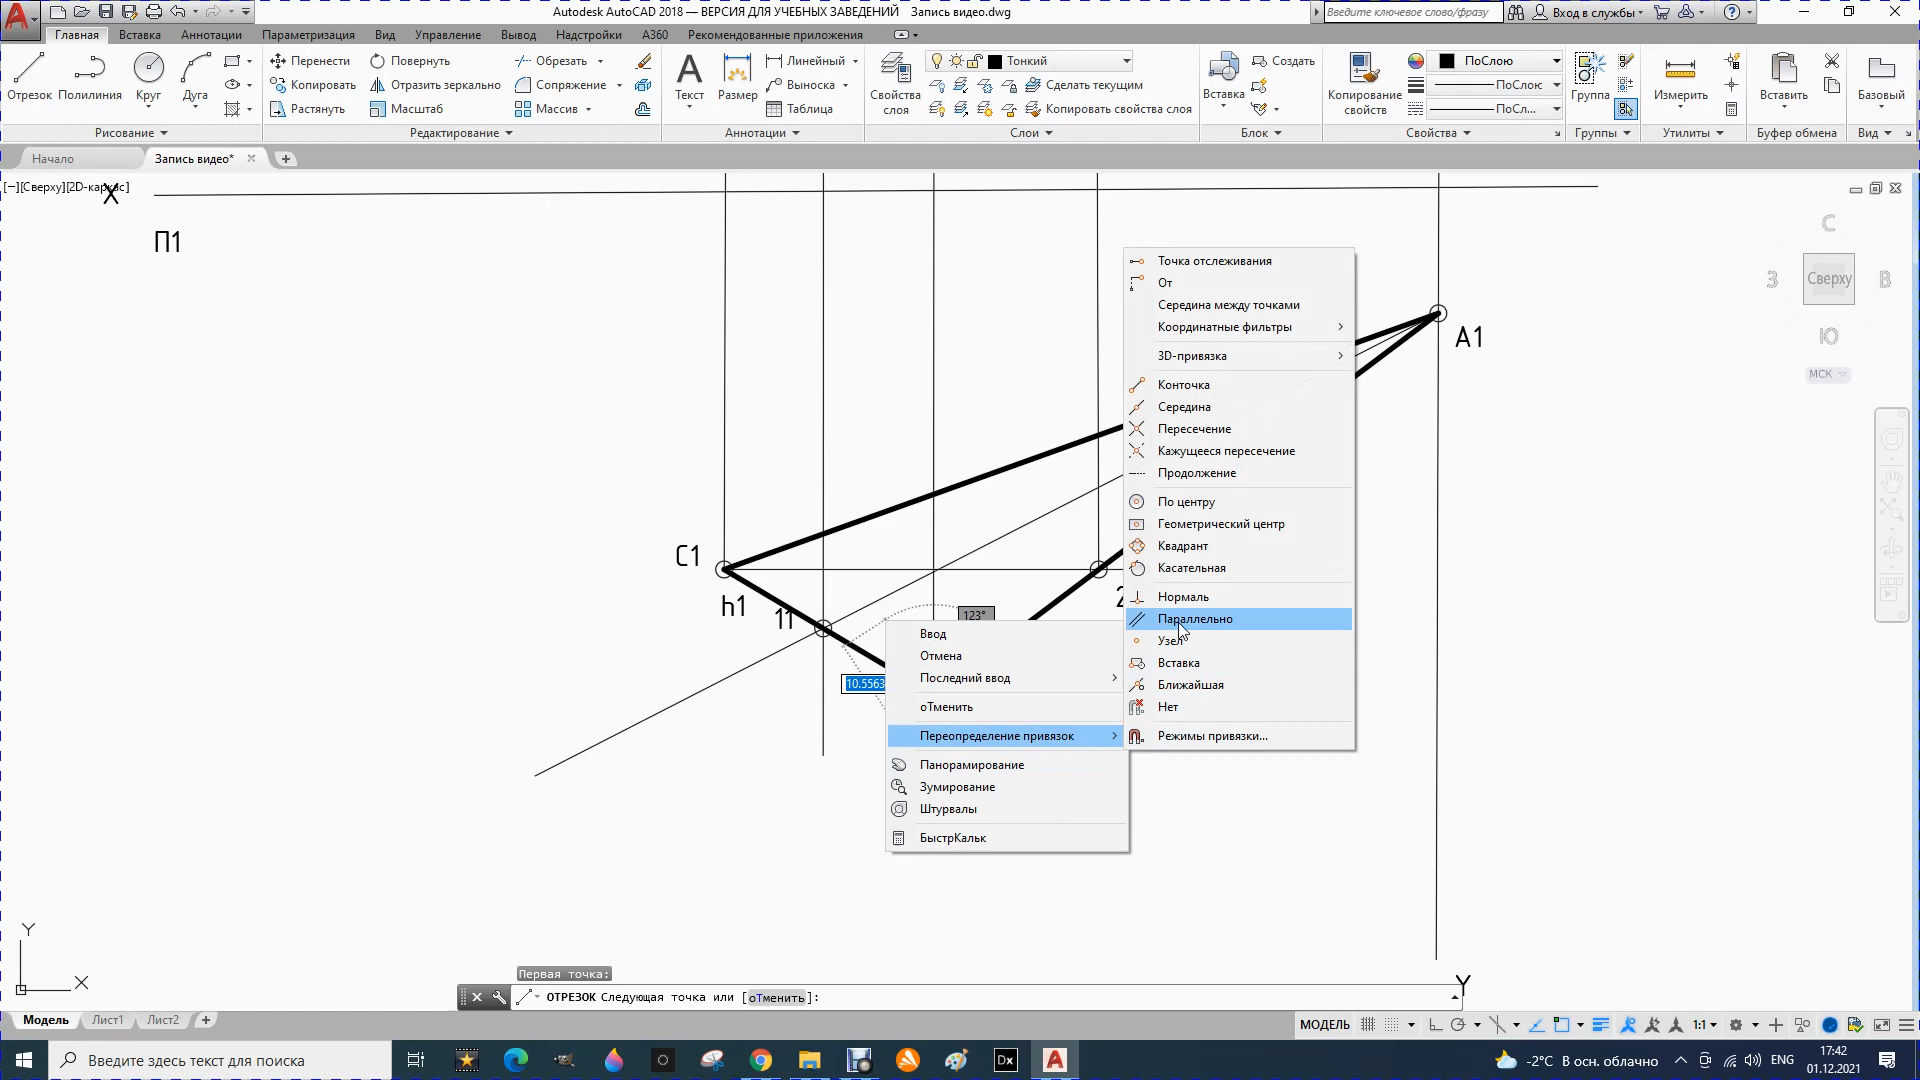 Autodesk AutoCAD 2018 — ВЕРСИЯ ДЛЯ УЧЕБНЫХ ЗАВЕДЕНИЙ Запись видео.dwg
Введите ключевое слово/фразу
Вход в службы
Главная Вставка Аннотации Параметризация Вид Управление Вывод Надстройки A360 Рекомендованные приложения
Отрезок Полилиния Круг Дуга
Рисование
Перенести Повернуть Обрезать
Копировать Отразить зеркально Сопряжение
Растянуть Масштаб Массив
Редактирование
Текст Размер
Линейный
Выноска
Таблица
Аннотации
Свойства слоя
Тонкий
Сделать текущим
Копировать свойства слоя
Слои
Вставка
Создать
Блок
Копирование свойств
ПоСлою
ПоСлою
ПоСл...
Свойства
Группа
Группы
Измерить
Утилиты
Вставить
Буфер обмена
Базовый
Вид
Начало
Запись видео*
[−][Сверху][2D-каркас]
X
П1
С
З Сверху В
Ю
МСК
A1
C1
h1
11
2
123°
10.5563
Ввод
Отмена
Последний ввод
оТменить
Переопределение привязок
Панорамирование
Зумирование
Штурвалы
БыстрКальк
Точка отслеживания
От
Середина между точками
Координатные фильтры
3D-привязка
Конточка
Середина
Пересечение
Кажущееся пересечение
Продолжение
По центру
Геометрический центр
Квадрант
Касательная
Нормаль
Параллельно
Узел
Вставка
Ближайшая
Нет
Режимы привязки...
Y
X
Y
Первая точка:
ОТРЕЗОК Следующая точка или [оТменить]:
Модель Лист1 Лист2
МОДЕЛЬ
1:1
Введите здесь текст для поиска
Dx
-2°C В осн. облачно
ENG
17:42
01.12.2021